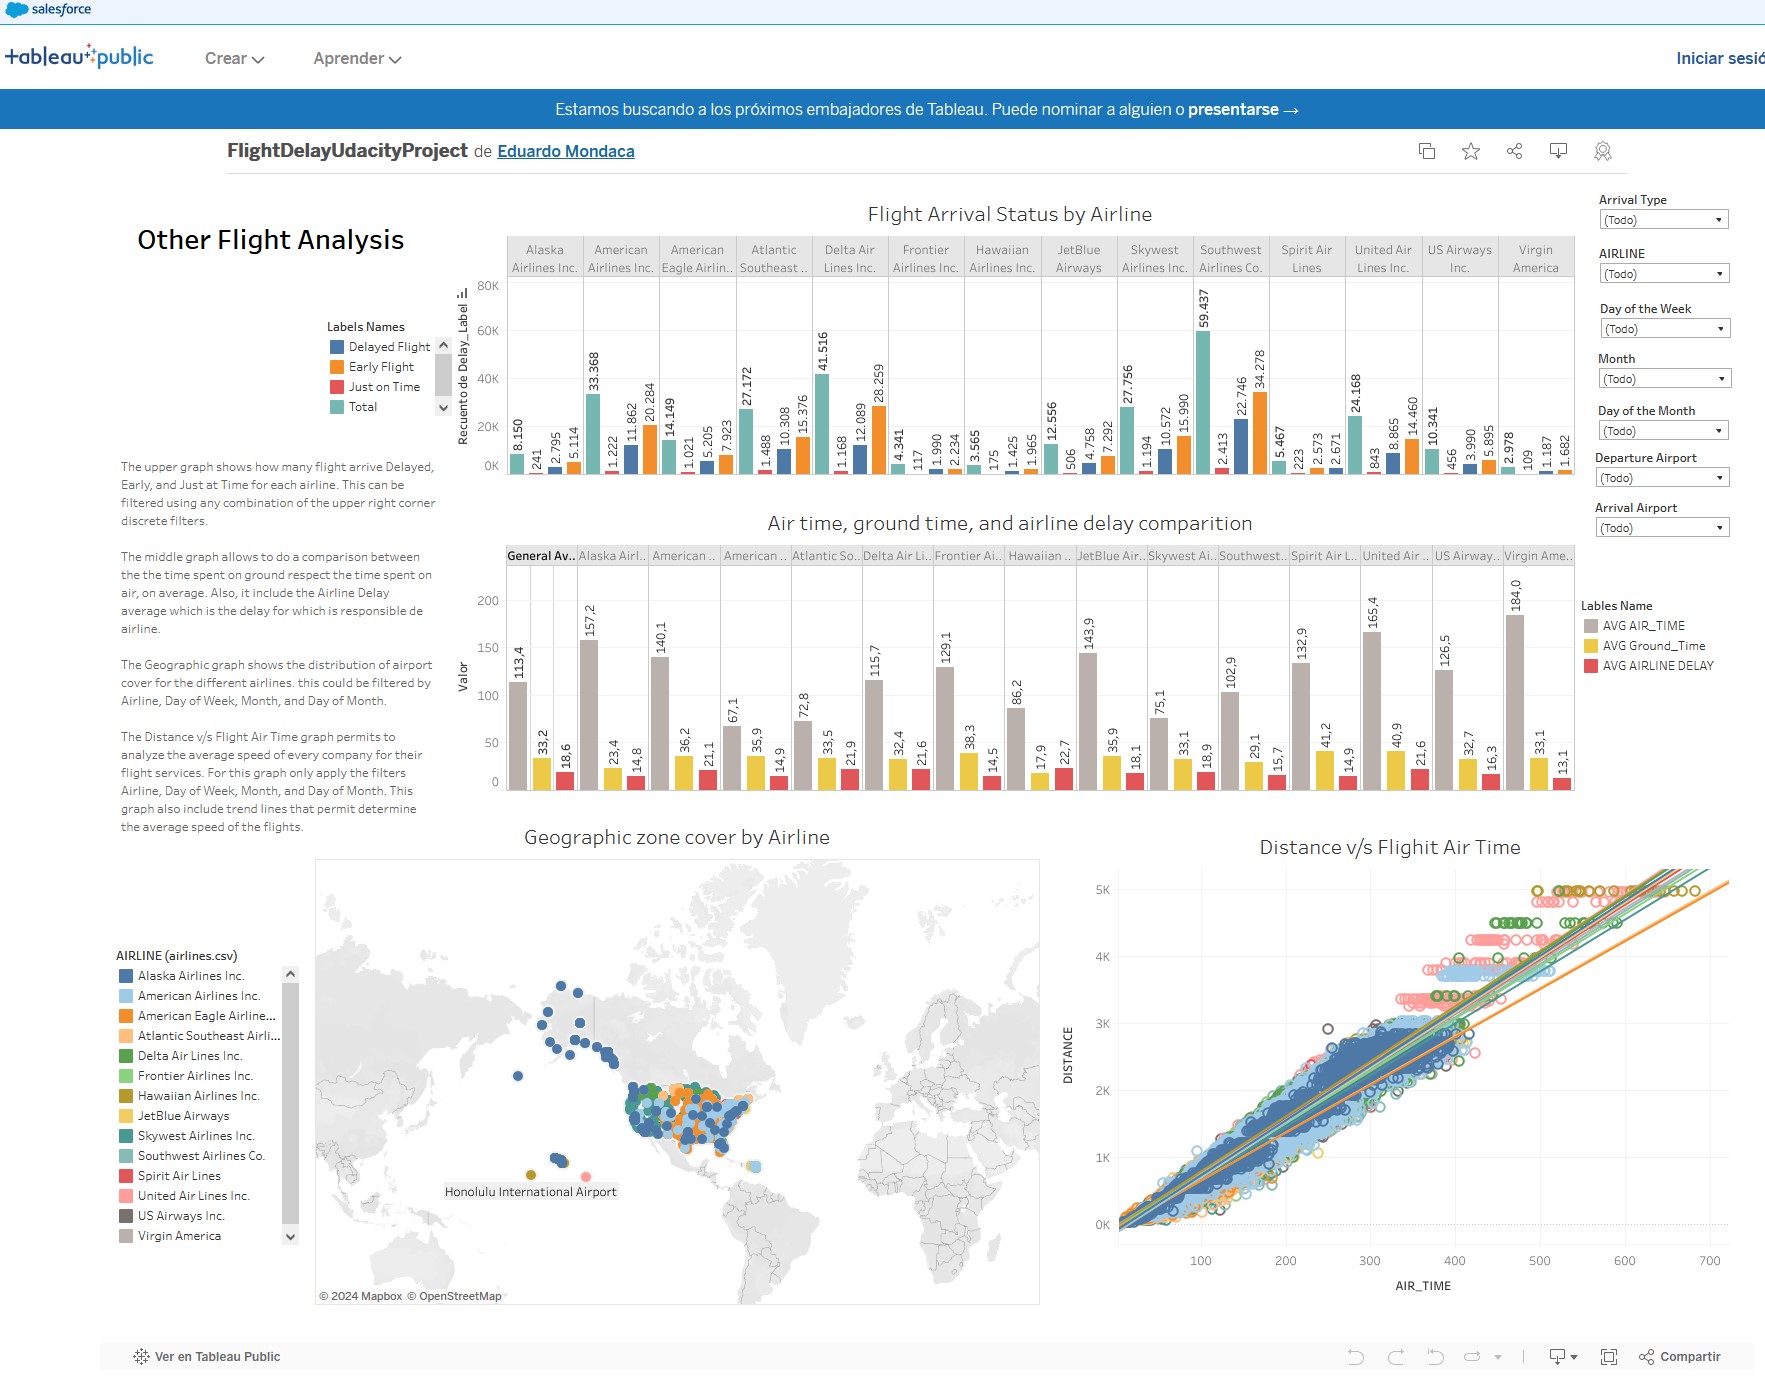 salesforce
+ableau public
Crear
Aprender
Iniciar sesió
Estamos buscando a los próximos embajadores de Tableau. Puede nominar a alguien o presentarse →
FlightDelayUdacityProject de Eduardo Mondaca
Other Flight Analysis
Labels Names
Delayed Flight
Early Flight
Just on Time
Total
The upper graph shows how many flight arrive Delayed,
Early, and Just at Time for each airline. This can be
filtered using any combination of the upper right corner
discrete filters.
The middle graph allows to do a comparison between
the the time spent on ground respect the time spent on
air, on average. Also, it include the Airline Delay
average which is the delay for which is responsible de
airline.
The Geographic graph shows the distribution of airport
cover for the different airlines. this could be filtered by
Airline, Day of Week, Month, and Day of Month.
The Distance v/s Flight Air Time graph permits to
analyze the average speed of every company for their
flight services. For this graph only apply the filters
Airline, Day of Week, Month, and Day of Month. This
graph also include trend lines that permit determine
the average speed of the flights.
Flight Arrival Status by Airline
Alaska Airlines Inc.
American Airlines Inc.
American Eagle Airlin..
Atlantic Southeast ..
Delta Air Lines Inc.
Frontier Airlines Inc.
Hawaiian Airlines Inc.
JetBlue Airways
Skywest Airlines Inc.
Southwest Airlines Co.
Spirit Air Lines
United Air Lines Inc.
US Airways Inc.
Virgin America
Recuento de Delay_Label
80K
60K
40K
20K
0K
8.150 241 2.795 5.114
33.368 1.222 11.862 20.284
14.149 1.021 5.205 7.923
27.172 1.488 10.308 15.376
41.516 1.168 12.089 28.259
4.341 117 1.990 2.234
3.565 175 1.425 1.965
12.556 506 4.758 7.292
27.756 1.194 10.572 15.990
59.437 2.413 22.746 34.278
5.467 223 2.573 2.671
24.168 843 8.865 14.460
10.341 456 3.990 5.895
2.978 109 1.187 1.682
Arrival Type
(Todo)
AIRLINE
(Todo)
Day of the Week
(Todo)
Month
(Todo)
Day of the Month
(Todo)
Departure Airport
(Todo)
Arrival Airport
(Todo)
Air time, ground time, and airline delay comparition
General Av.. Alaska Airl.. American .. American .. Atlantic So.. Delta Air Li.. Frontier Ai.. Hawaiian .. JetBlue Air.. Skywest Ai.. Southwest.. Spirit Air L.. United Air .. US Airway.. Virgin Ame..
Valor
200
150
100
50
0
113,4 33,2 18,6
157,2 23,4 14,8
140,1 36,2 21,1
67,1 35,9 14,9
72,8 33,5 21,9
115,7 32,4 21,6
129,1 38,3 14,5
86,2 17,9 22,7
143,9 35,9 18,1
75,1 33,1 18,9
102,9 29,1 15,7
132,9 41,2 14,9
165,4 40,9 21,6
126,5 32,7 16,3
184,0 33,1 13,1
Lables Name
AVG AIR_TIME
AVG Ground_Time
AVG AIRLINE DELAY
Geographic zone cover by Airline
AIRLINE (airlines.csv)
Alaska Airlines Inc.
American Airlines Inc.
American Eagle Airline...
Atlantic Southeast Airli...
Delta Air Lines Inc.
Frontier Airlines Inc.
Hawaiian Airlines Inc.
JetBlue Airways
Skywest Airlines Inc.
Southwest Airlines Co.
Spirit Air Lines
United Air Lines Inc.
US Airways Inc.
Virgin America
Honolulu International Airport
© 2024 Mapbox © OpenStreetMap
Distance v/s Flighit Air Time
DISTANCE
5K
4K
3K
2K
1K
0K
100 200 300 400 500 600 700
AIR_TIME
Ver en Tableau Public
Compartir